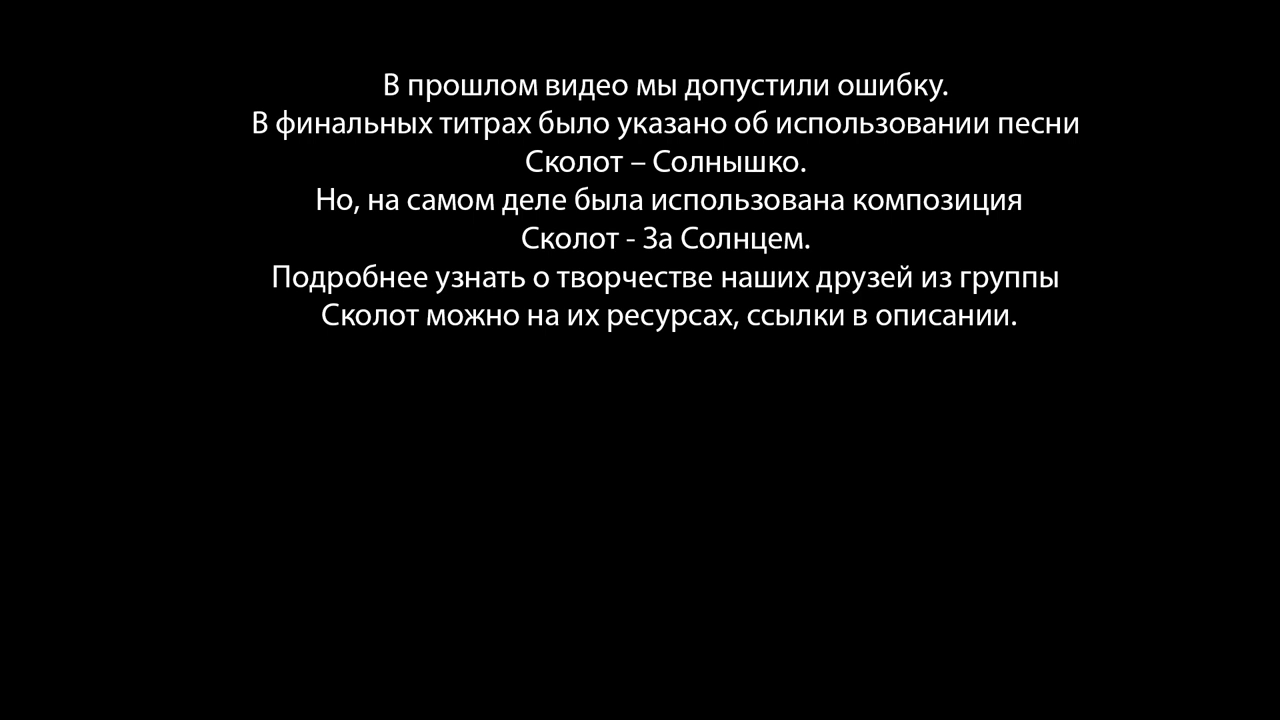 В прошлом видео мы допустили ошибку.
В финальных титрах было указано об использовании песни
Сколот – Солнышко.
Но, на самом деле была использована композиция
Сколот - За Солнцем.
Подробнее узнать о творчестве наших друзей из группы
Сколот можно на их ресурсах, ссылки в описании.